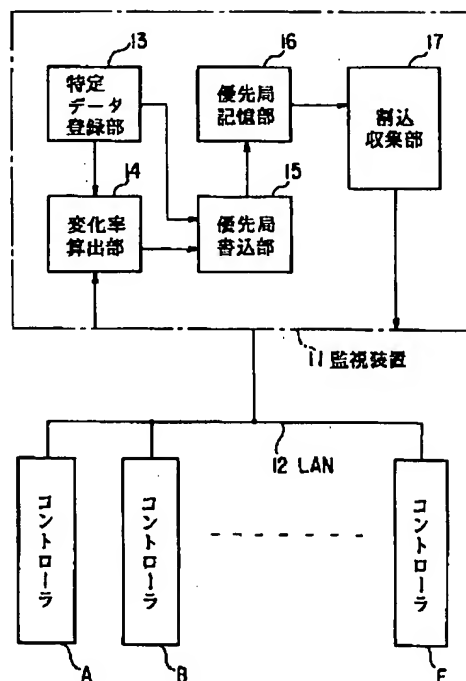 13
特定
データ
登録部
16
優先局
記憶部
17
割込
収集部
14
変化率
算出部
15
優先局
書込部
11 監視装置
12 LAN
コントローラ
コントローラ
コントローラ
A
B
F